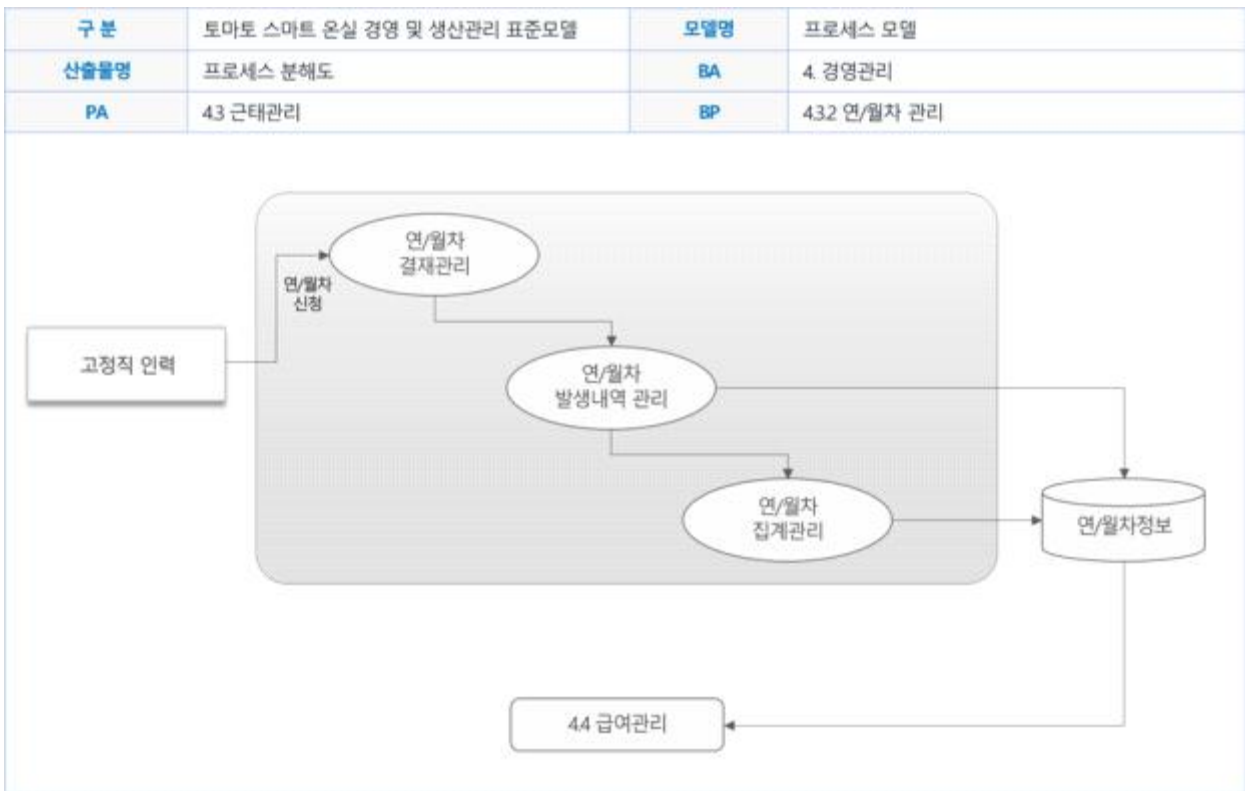 구 분 토마토 스마트 온실 경영 및 생산관리 표준모델 모델명 프로세스 모델
산출물명 프로세스 분해도 BA 4. 경영관리
PA 4.3 근태관리 BP 4.3.2 연/월차 관리
연/월차
결재관리
연/월차
신청
고정직 인력
연/월차
발생내역 관리
연/월차
집계관리
연/월차정보
4.4 급여관리